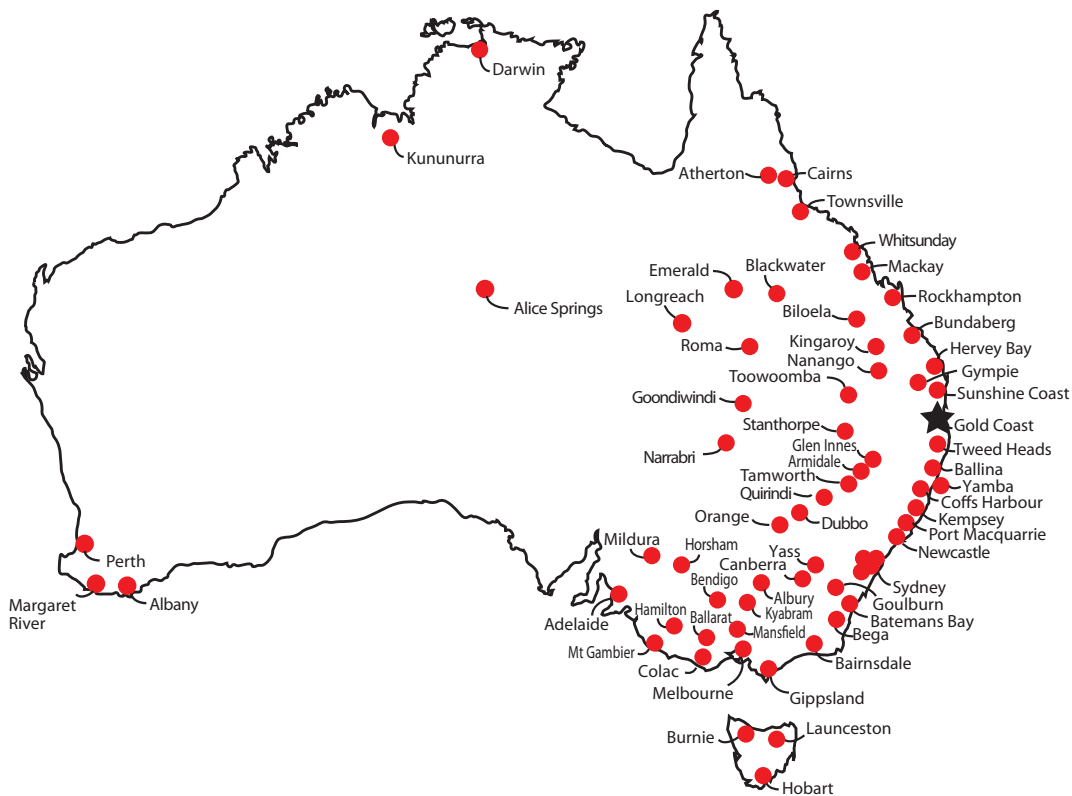 Darwin
Kununurra
Atherton
Cairns
Townsville
Whitsunday
Blackwater
Mackay
Emerald
Rockhampton
Longreach
Alice Springs
Biloela
Bundaberg
Kingaroy
Roma
Hervey Bay
Nanango
Gympie
Toowoomba
Sunshine Coast
Goondiwindi
Stanthorpe
Gold Coast
Glen Innes
Tweed Heads
Narrabri
Armidale
Ballina
Tamworth
Yamba
Quirindi
Coffs Harbour
Orange
Dubbo
Kempsey
Port Macquarrie
Mildura
Horsham
Yass
Newcastle
Perth
Canberra
Bendigo
Sydney
Margaret
River
Albany
Albury
Goulburn
Adelaide
Hamilton
Ballarat
Kyabram
Batemans Bay
Mansfield
Bega
Mt Gambier
Colac
Bairnsdale
Melbourne
Gippsland
Burnie
Launceston
Hobart